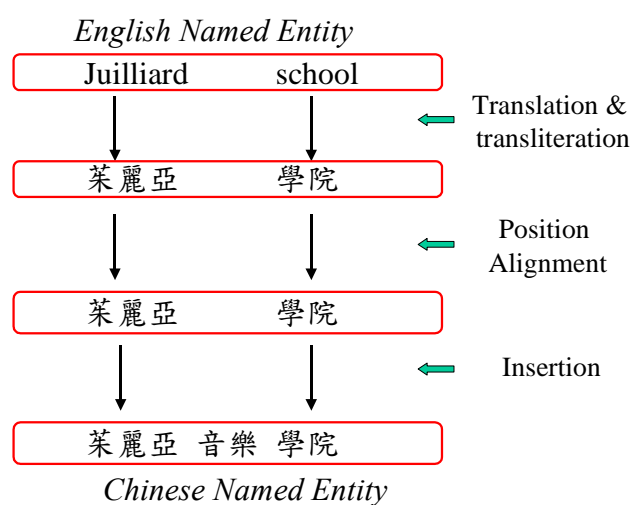 English Named Entity
Juilliard school
Translation &
transliteration
茱麗亞 學院
Position
Alignment
茱麗亞 學院
Insertion
茱麗亞 音樂 學院
Chinese Named Entity